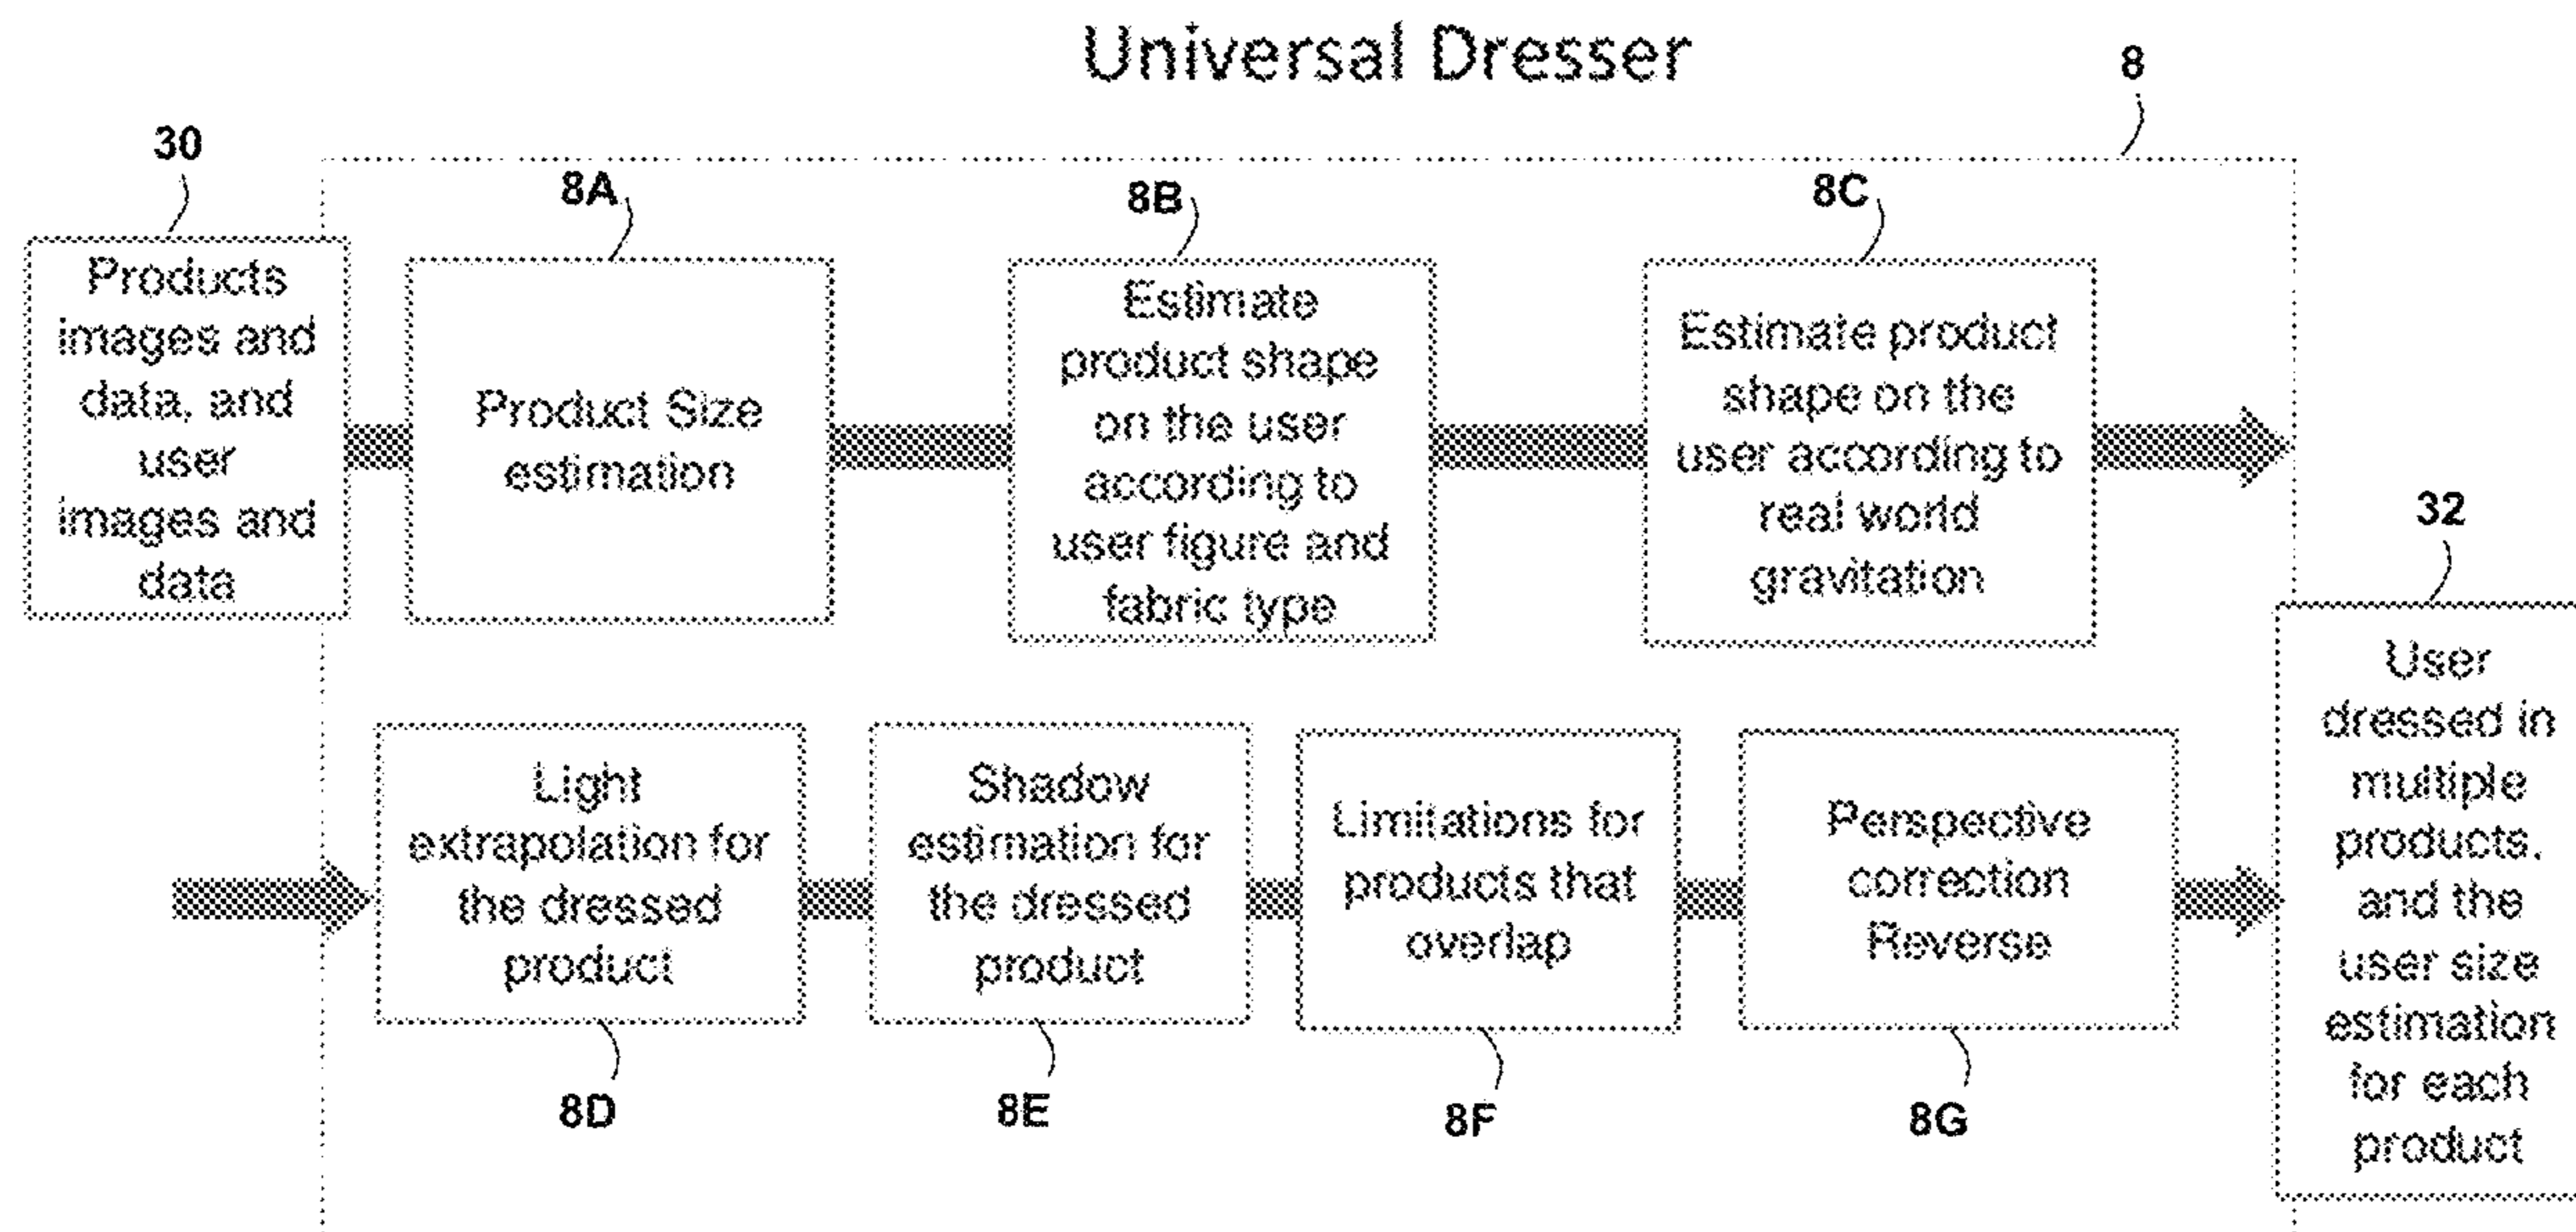 Universal Dresser
8
30
8A
8B
8C
Products
images and
data, and
user
images and
data
Product Size
estimation
Estimate
product shape
on the user
according to
user figure and
fabric type
Estimate product
shape on the
user according to
real world
gravitation
32
User
dressed in
multiple
products,
and the
user size
estimation
for each
product
Light
extrapolation for
the dressed
product
Shadow
estimation for
the dressed
product
Limitations for
products that
overlap
Perspective
correction
Reverse
8D
8E
8F
8G